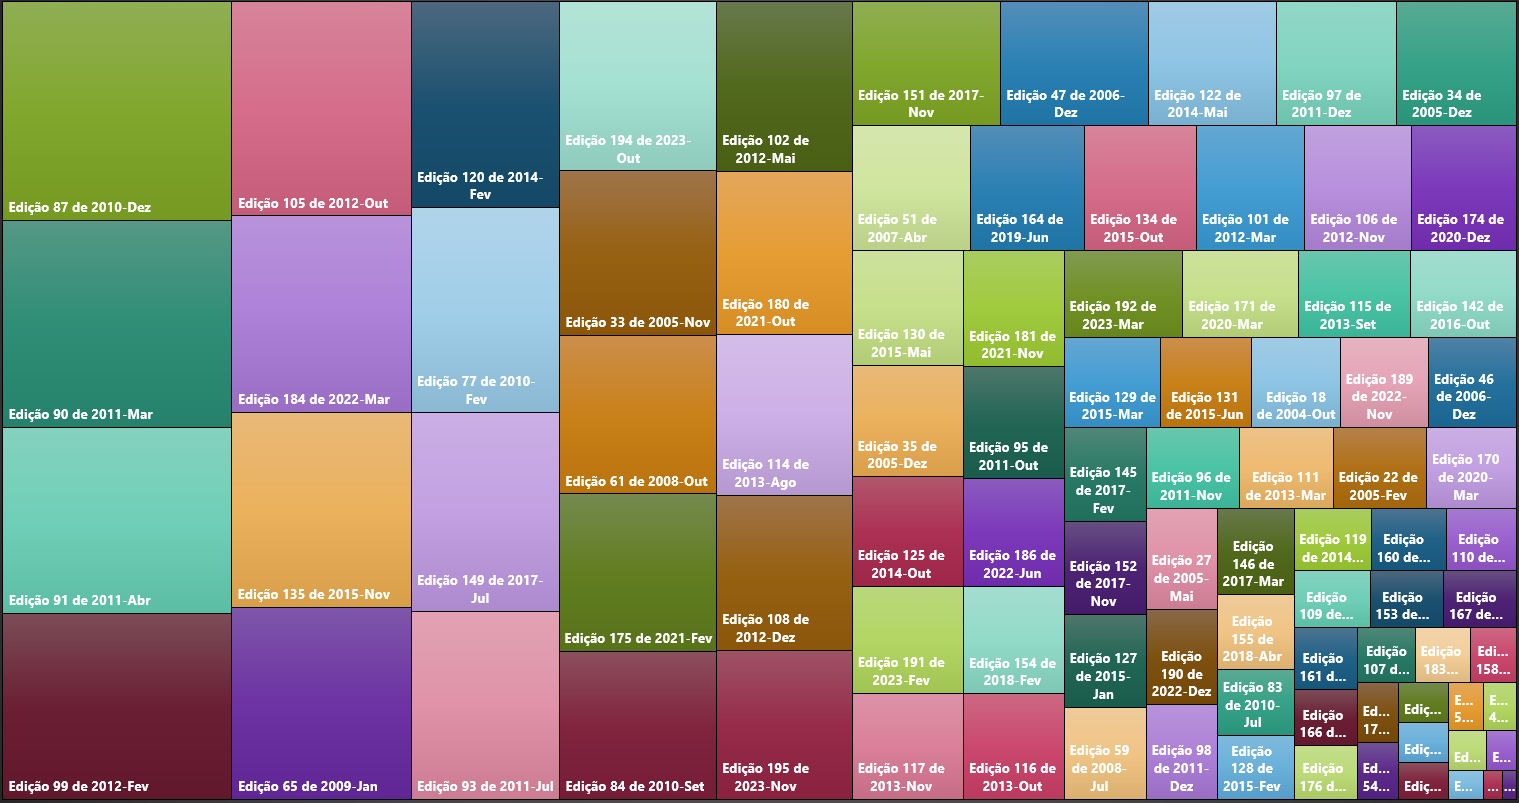 Edição 87 de 2010-Dez
Edição 90 de 2011-Mar
Edição 91 de 2011-Abr
Edição 99 de 2012-Fev
Edição 105 de 2012-Out
Edição 184 de 2022-Mar
Edição 135 de 2015-Nov
Edição 65 de 2009-Jan
Edição 120 de 2014-
Fev
Edição 77 de 2010-
Fev
Edição 149 de 2017-
Jul
Edição 93 de 2011-Jul
Edição 194 de 2023-
Out
Edição 33 de 2005-Nov
Edição 61 de 2008-Out
Edição 175 de 2021-Fev
Edição 84 de 2010-Set
Edição 102 de
2012-Mai
Edição 180 de
2021-Out
Edição 114 de
2013-Ago
Edição 108 de
2012-Dez
Edição 195 de
2023-Nov
Edição 151 de 2017-
Nov
Edição 47 de 2006-
Dez
Edição 122 de
2014-Mai
Edição 97 de
2011-Dez
Edição 34 de
2005-Dez
Edição 51 de
2007-Abr
Edição 164 de
2019-Jun
Edição 134 de
2015-Out
Edição 101 de
2012-Mar
Edição 106 de
2012-Nov
Edição 174 de
2020-Dez
Edição 130 de
2015-Mai
Edição 35 de
2005-Dez
Edição 125 de
2014-Out
Edição 191 de
2023-Fev
Edição 117 de
2013-Nov
Edição 181 de
2021-Nov
Edição 95 de
2011-Out
Edição 186 de
2022-Jun
Edição 154 de
2018-Fev
Edição 116 de
2013-Out
Edição 192 de
2023-Mar
Edição 171 de
2020-Mar
Edição 115 de
2013-Set
Edição 142 de
2016-Out
Edição 129 de
2015-Mar
Edição 131
de 2015-Jun
Edição 18
de 2004-Out
Edição 189
de 2022-
Nov
Edição 46
de 2006-
Dez
Edição 145
de 2017-
Fev
Edição 152
de 2017-
Nov
Edição 127
de 2015-
Jan
Edição 59
de 2008-
Jul
Edição 96
de 2011-Nov
Edição 111
de 2013-Mar
Edição 22
de 2005-Fev
Edição 170
de 2020-
Mar
Edição 27
de 2005-
Mai
Edição
190 de
2022-Dez
Edição 98
de 2011-
Dez
Edição
146 de
2017-Mar
Edição
155 de
2018-Abr
Edição 83
de 2010-
Jul
Edição
128 de
2015-Fev
Edição 119
de 2014...
Edição
160 de...
Edição
110 de...
Edição
109 de...
Edição
153 de...
Edição
167 de...
Edição
161 d...
Edição
166 d...
Edição
176 d...
Edição
107 d...
Edição
183...
Edi...
158...
Ed...
17...
Ed...
54...
Ediç...
Ediç...
Ediç...
E...
5...
E...
4...
Ed...
E...
E...
...
...